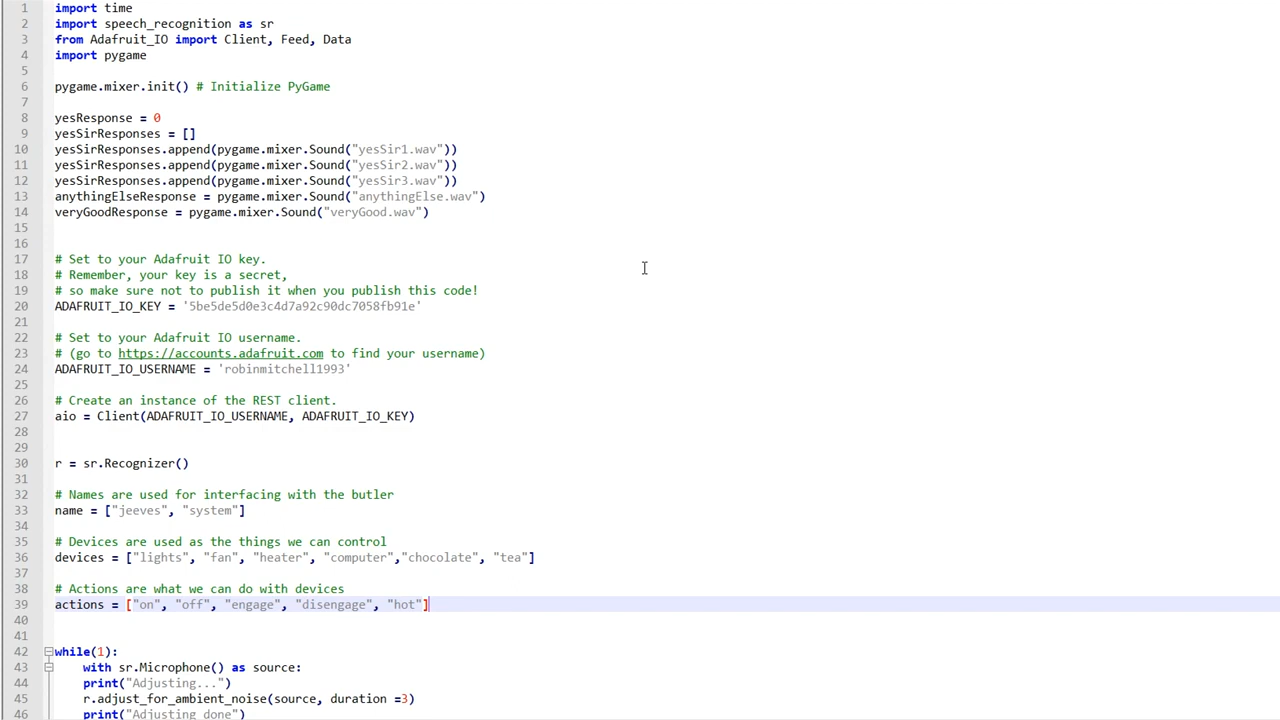 1 import time
2 import speech_recognition as sr
3 from Adafruit_IO import Client, Feed, Data
4 import pygame
5
6 pygame.mixer.init() # Initialize PyGame
7
8 yesResponse = 0
9 yesSirResponses = []
10 yesSirResponses.append(pygame.mixer.Sound("yesSir1.wav"))
11 yesSirResponses.append(pygame.mixer.Sound("yesSir2.wav"))
12 yesSirResponses.append(pygame.mixer.Sound("yesSir3.wav"))
13 anythingElseResponse = pygame.mixer.Sound("anythingElse.wav")
14 veryGoodResponse = pygame.mixer.Sound("veryGood.wav")
15
16
17 # Set to your Adafruit IO key.
18 # Remember, your key is a secret,
19 # so make sure not to publish it when you publish this code!
20 ADAFRUIT_IO_KEY = '5be5de5d0e3c4d7a92c90dc7058fb91e'
21
22 # Set to your Adafruit IO username.
23 # (go to https://accounts.adafruit.com to find your username)
24 ADAFRUIT_IO_USERNAME = 'robinmitchell1993'
25
26 # Create an instance of the REST client.
27 aio = Client(ADAFRUIT_IO_USERNAME, ADAFRUIT_IO_KEY)
28
29
30 r = sr.Recognizer()
31
32 # Names are used for interfacing with the butler
33 name = ["jeeves", "system"]
34
35 # Devices are used as the things we can control
36 devices = ["lights", "fan", "heater", "computer","chocolate", "tea"]
37
38 # Actions are what we can do with devices
39 actions = ["on", "off", "engage", "disengage", "hot"]
40
41
42 while(1):
43 with sr.Microphone() as source:
44 print("Adjusting...")
45 r.adjust_for_ambient_noise(source, duration =3)
46 print("Adjusting done")